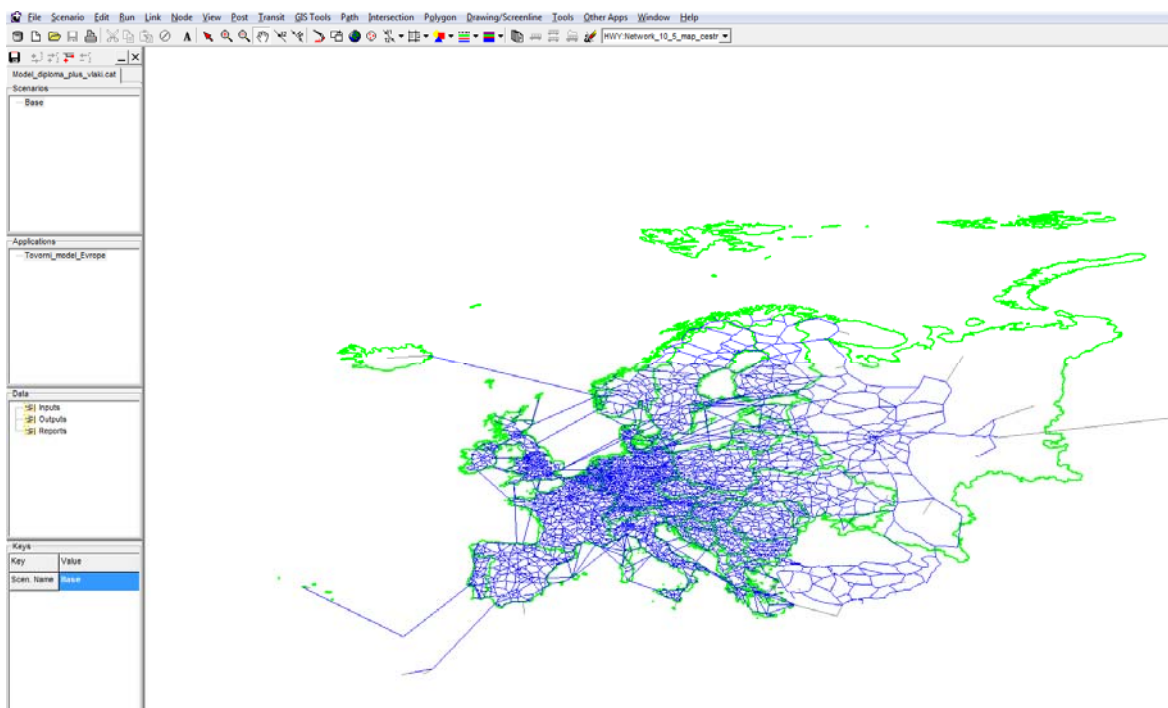 File Scenario Edit Run Link Node View Post Transit GIS Tools Path Intersection Polygon Drawing/Screenline Tools Other Apps Window Help
A HWY:Network_10_5_map_cestr
Model_diploma_plus_vlaki.cat
Scenarios
Base
Applications
Tovorni_model_Evrope
Data
Inputs
Outputs
Reports
Keys
Key Value
Scen. Name Base